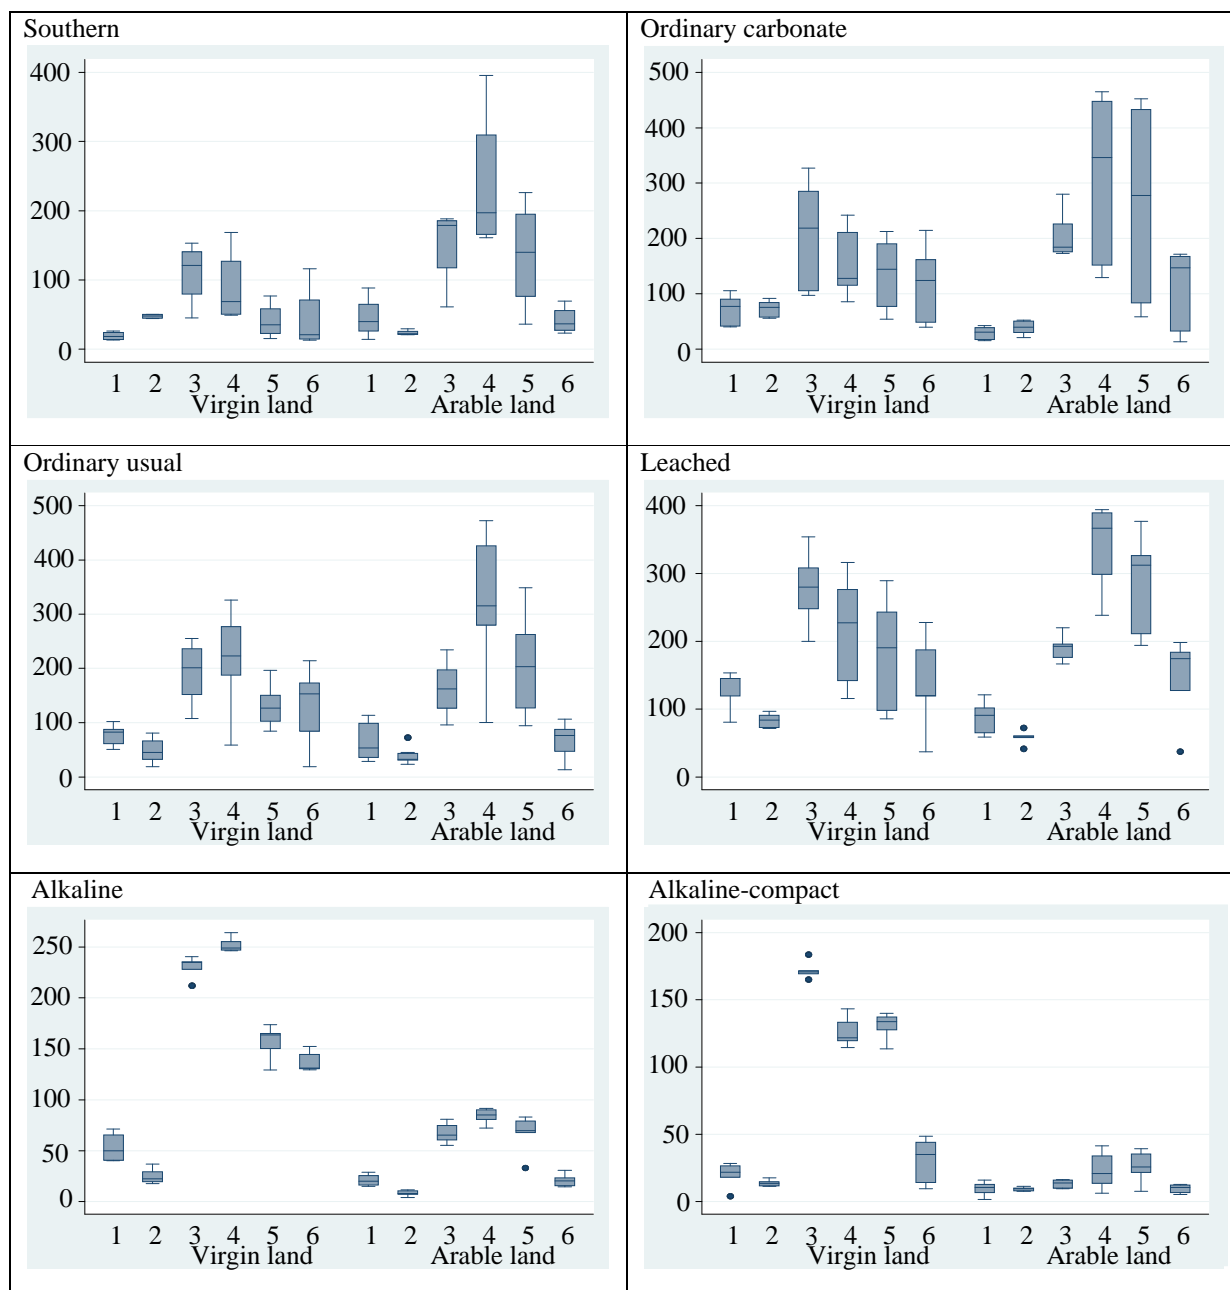 Southern
400
300
200
100
0
1 2 3 4 5 6 1 2 3 4 5 6
Virgin land Arable land
Ordinary carbonate
500
400
300
200
100
0
1 2 3 4 5 6 1 2 3 4 5 6
Virgin land Arable land
Ordinary usual
500
400
300
200
100
0
1 2 3 4 5 6 1 2 3 4 5 6
Virgin land Arable land
Leached
400
300
200
100
0
1 2 3 4 5 6 1 2 3 4 5 6
Virgin land Arable land
Alkaline
250
200
150
100
50
0
1 2 3 4 5 6 1 2 3 4 5 6
Virgin land Arable land
Alkaline-compact
200
150
100
50
0
1 2 3 4 5 6 1 2 3 4 5 6
Virgin land Arable land